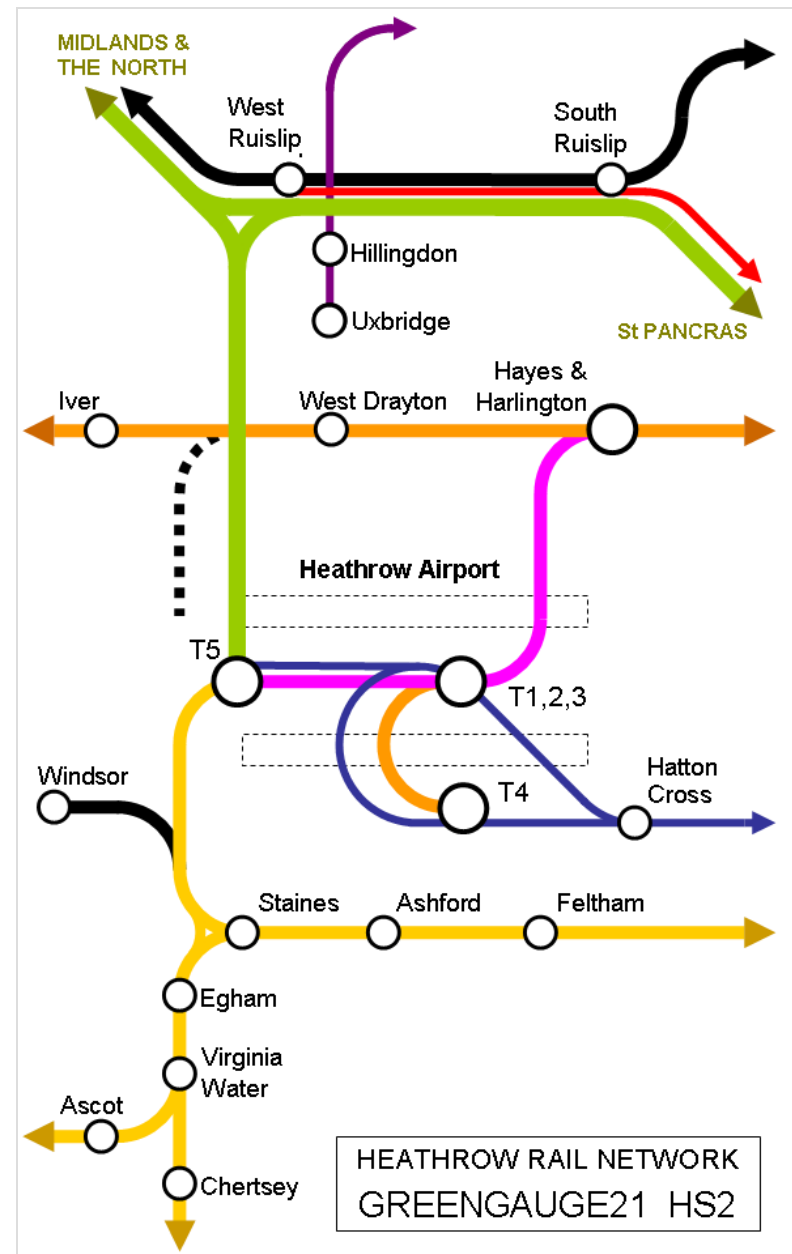 MIDLANDS &
THE NORTH
West
Ruislip
South
Ruislip
Hillingdon
Uxbridge
St PANCRAS
Hayes &
Harlington
Iver
West Drayton
Heathrow Airport
T5
T1,2,3
T4
Windsor
Hatton
Cross
Staines
Ashford
Feltham
Egham
Virginia
Water
Ascot
Chertsey
HEATHROW RAIL NETWORK
GREENGAUGE21 HS2